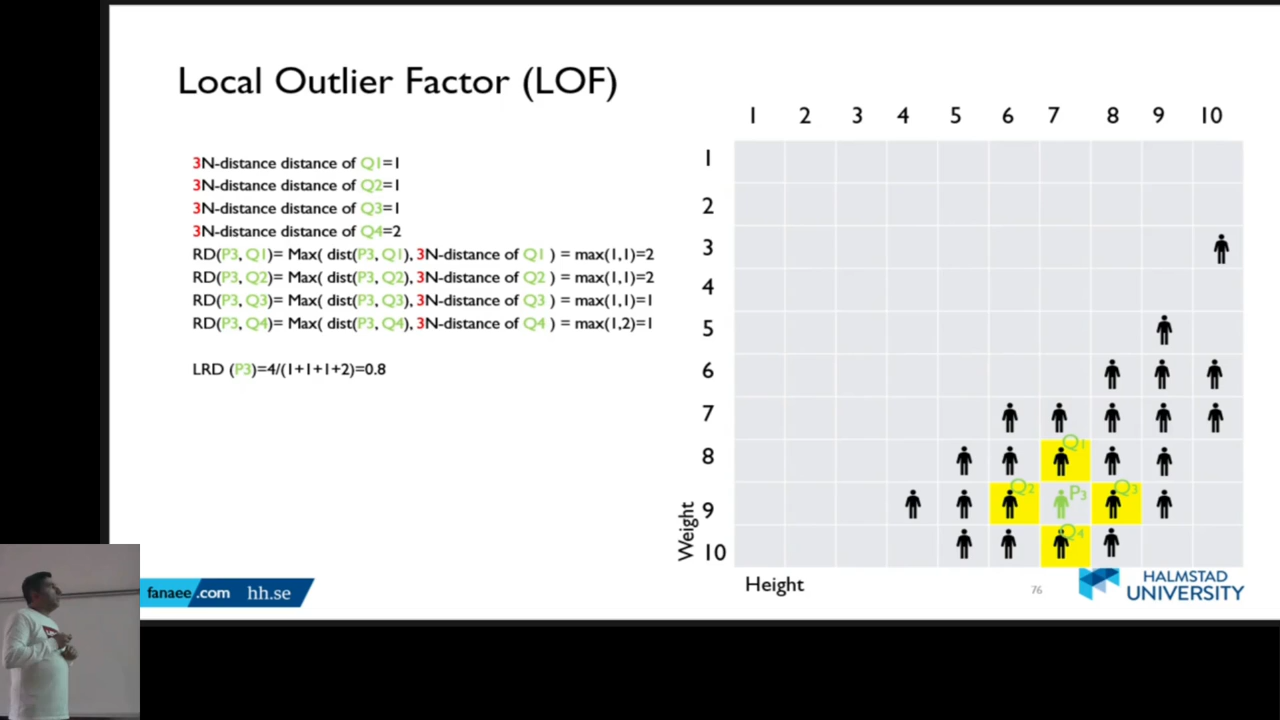 Local Outlier Factor (LOF)
3N-distance distance of Q1=1
3N-distance distance of Q2=1
3N-distance distance of Q3=1
3N-distance distance of Q4=2
RD(P3, Q1)= Max( dist(P3, Q1), 3N-distance of Q1 ) = max(1,1)=2
RD(P3, Q2)= Max( dist(P3, Q2), 3N-distance of Q2 ) = max(1,1)=2
RD(P3, Q3)= Max( dist(P3, Q3), 3N-distance of Q3 ) = max(1,1)=1
RD(P3, Q4)= Max( dist(P3, Q4), 3N-distance of Q4 ) = max(1,2)=1
LRD (P3)=4/(1+1+1+2)=0.8
1 2 3 4 5 6 7 8 9 10
1
2
3
4
5
6
7
8
9
10
Q1
Q2
P3
Q3
Q4
Weight
Height
fanaee.com
hh.se
76
HALMSTAD
UNIVERSITY